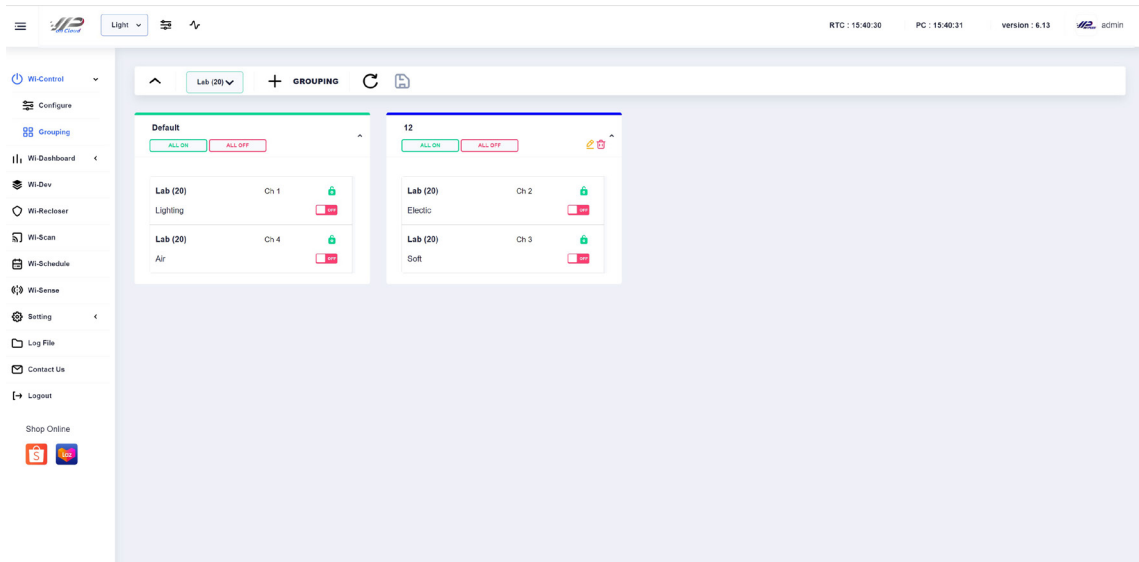 Light
RTC : 15:40:30
PC : 15:40:31
version : 6.13
admin
Wi-Control
Configure
Grouping
Wi-Dashboard
Wi-Dev
Wi-Recloser
Wi-Scan
Wi-Schedule
Wi-Sense
Setting
Log File
Contact Us
Logout
Shop Online
Lab (20)
GROUPING
Default
ALL ON
ALL OFF
Lab (20)
Ch 1
Lighting
OFF
Lab (20)
Ch 4
Air
OFF
12
ALL ON
ALL OFF
Lab (20)
Ch 2
Electic
OFF
Lab (20)
Ch 3
Soft
OFF